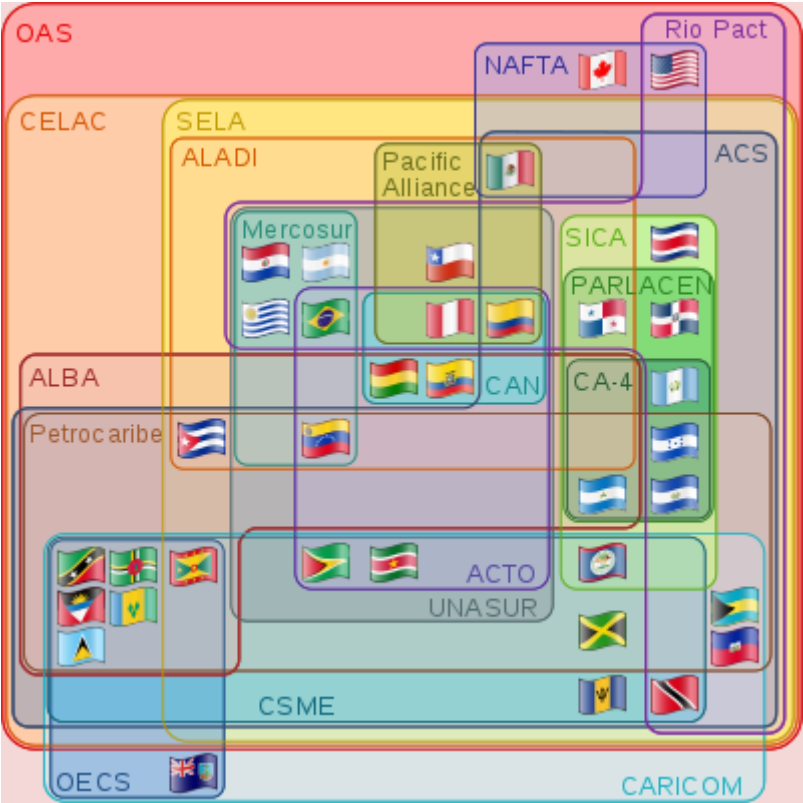 OAS
Rio Pact
NAFTA
CELAC
SELA
ALADI
Pacific
Alliance
ACS
Mercosur
SICA
PARLACEN
ALBA
CAN
CA-4
Petrocaribe
ACTO
UNASUR
CSME
OECS
CARICOM